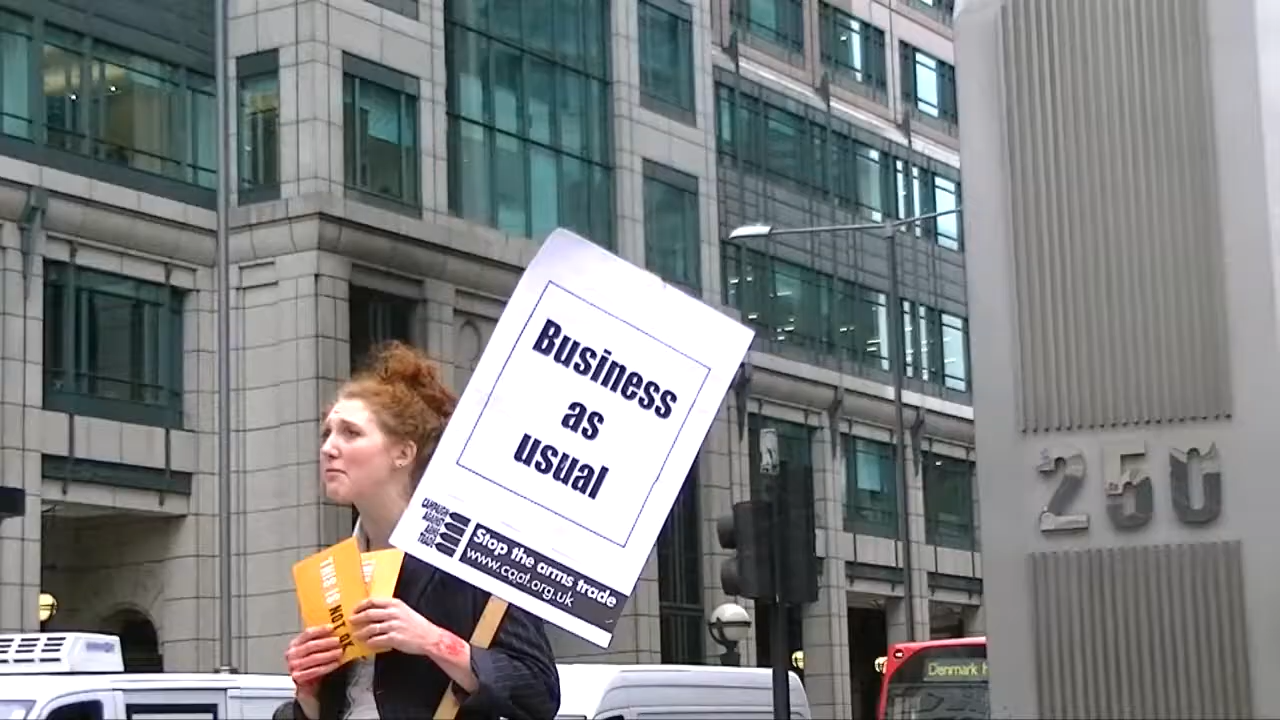 Business
as
usual
CAMPAIGN
AGAINST
ARMS
TRADE
Stop the arms trade
www.caat.org.uk
THIS IS NOT OK
250
Denmark H